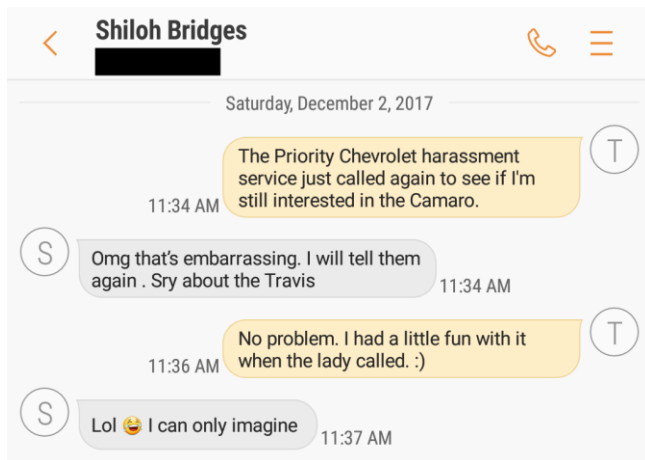 Shiloh Bridges
Saturday, December 2, 2017
T
The Priority Chevrolet harassment
service just called again to see if I'm
still interested in the Camaro.
11:34 AM
S
Omg that's embarrassing. I will tell them
again . Sry about the Travis
11:34 AM
T
No problem. I had a little fun with it
when the lady called. :)
11:36 AM
S
Lol 😂 I can only imagine
11:37 AM